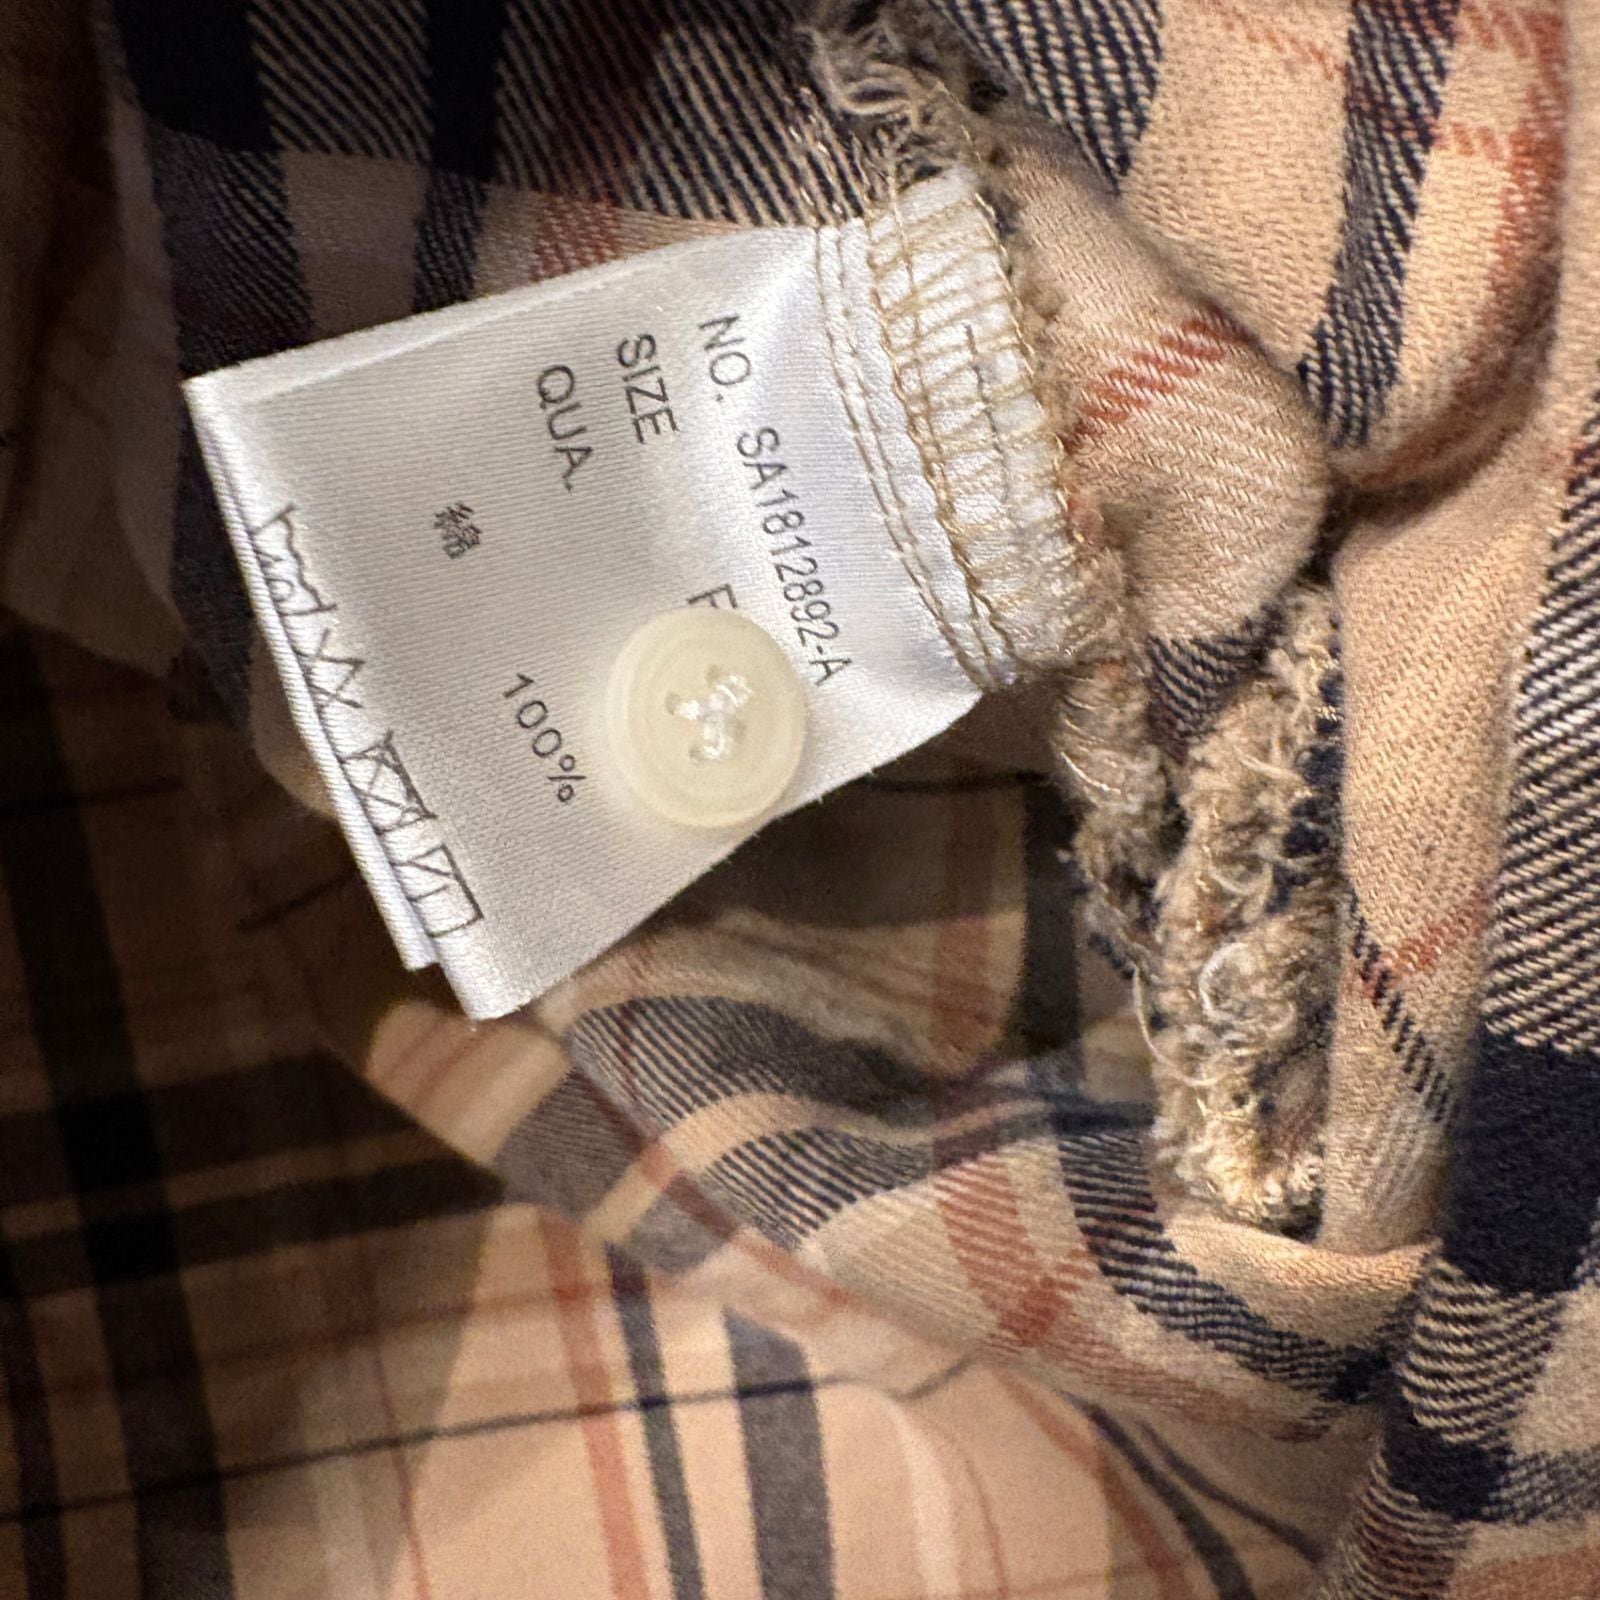 NO. SA1812892-A
SIZE F
QUA.
綿 100%